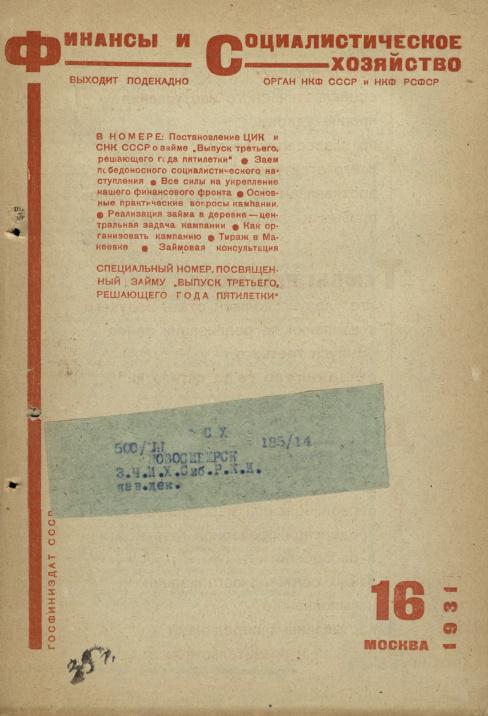 Финансы и Социалистическое
хозяйство
ВЫХОДИТ ПОДЕКАДНО ОРГАН НКФ СССР и НКФ РСФСР
В НОМЕРЕ: Постановление ЦИК и
СНК СССР о займе „Выпуск третьего,
решающего года пятилетки“ ● Заем
победоносного социалистического на-
ступления ● Все силы на укрепление
нашего финансового фронта ● Основ-
ные практические вопросы кампании.
● Реализация займа в деревне — цен-
тральная задача кампании ● Как ор-
ганизовать кампанию ● Тираж в Ма-
кеевке ● Займовая консультация
СПЕЦИАЛЬНЫЙ НОМЕР, ПОСВЯЩЕН-
НЫЙ ЗАЙМУ „ВЫПУСК ТРЕТЬЕГО,
РЕШАЮЩЕГО ГОДА ПЯТИЛЕТКИ“
С Х
500/ 185/14
НОВОСИБИРСК
Сиб.Р.К.И.
дек.
ГОСФИНИЗДАТ СССР
16
1931
МОСКВА